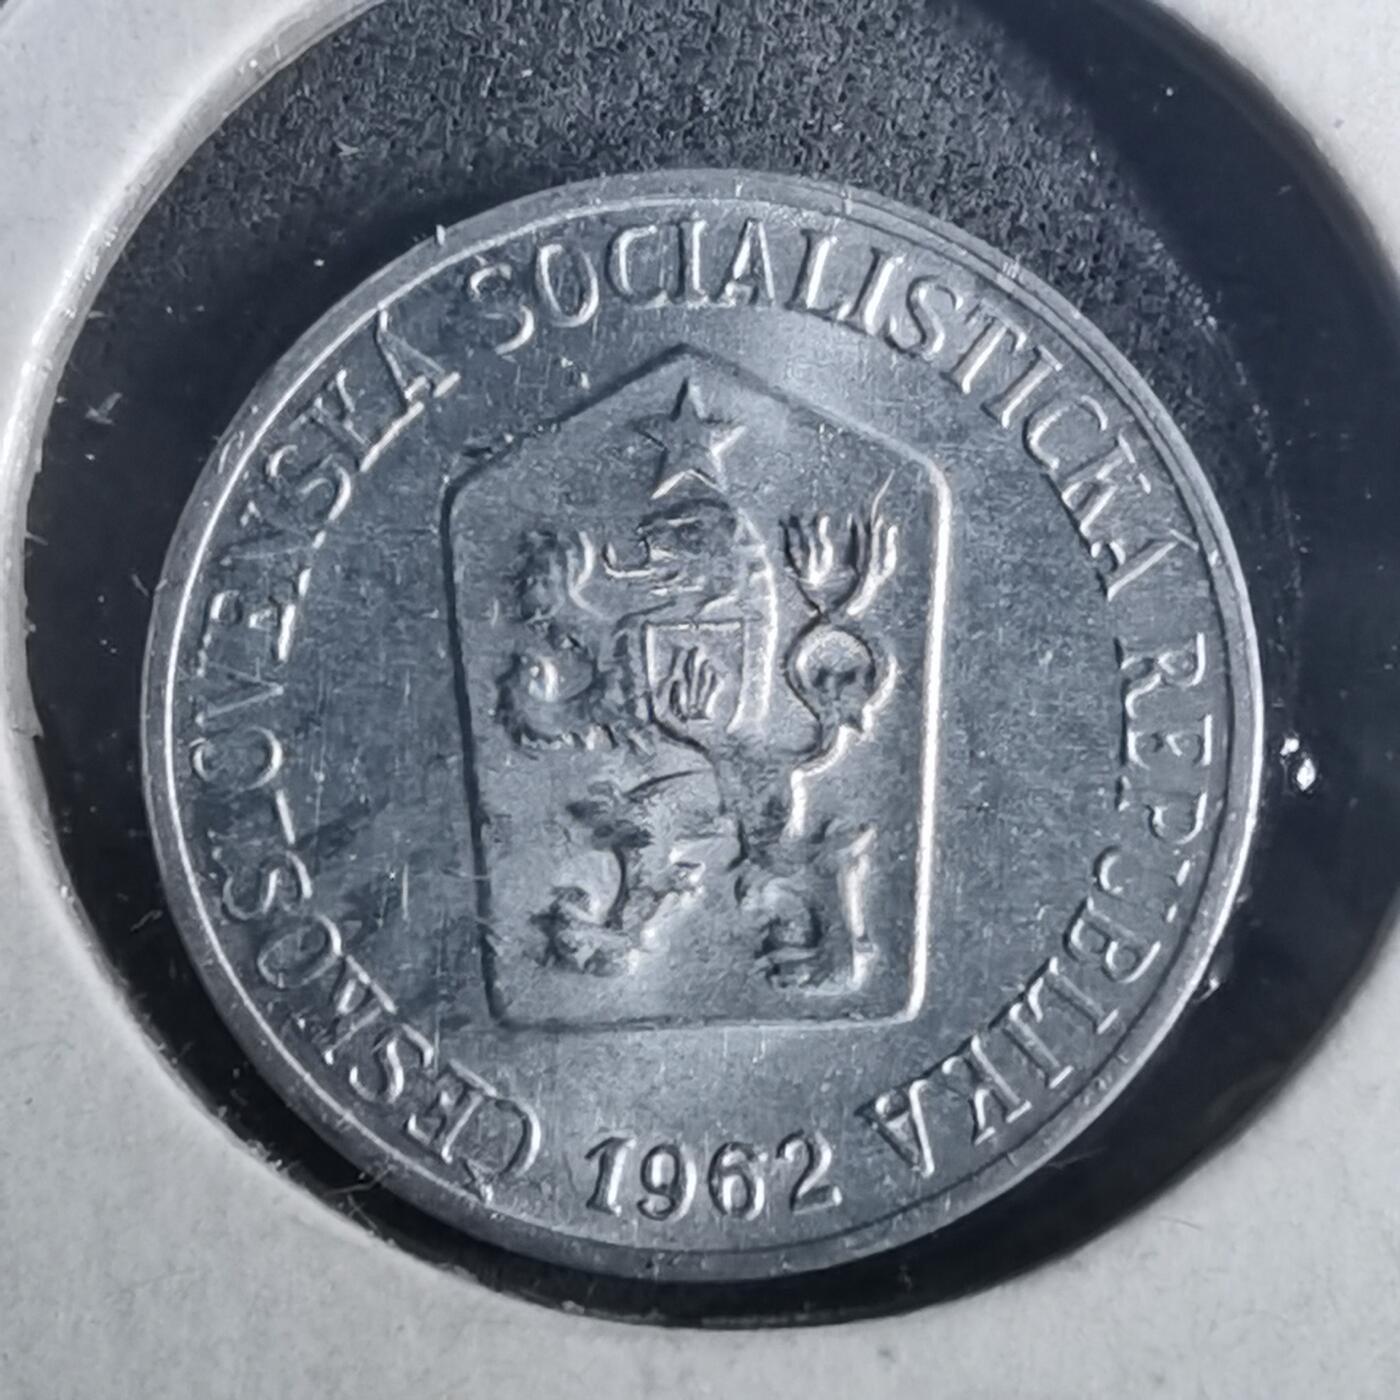 ČESKOSLOVENSKÁ SOCIALISTICKÁ REPUBLIKA
1962